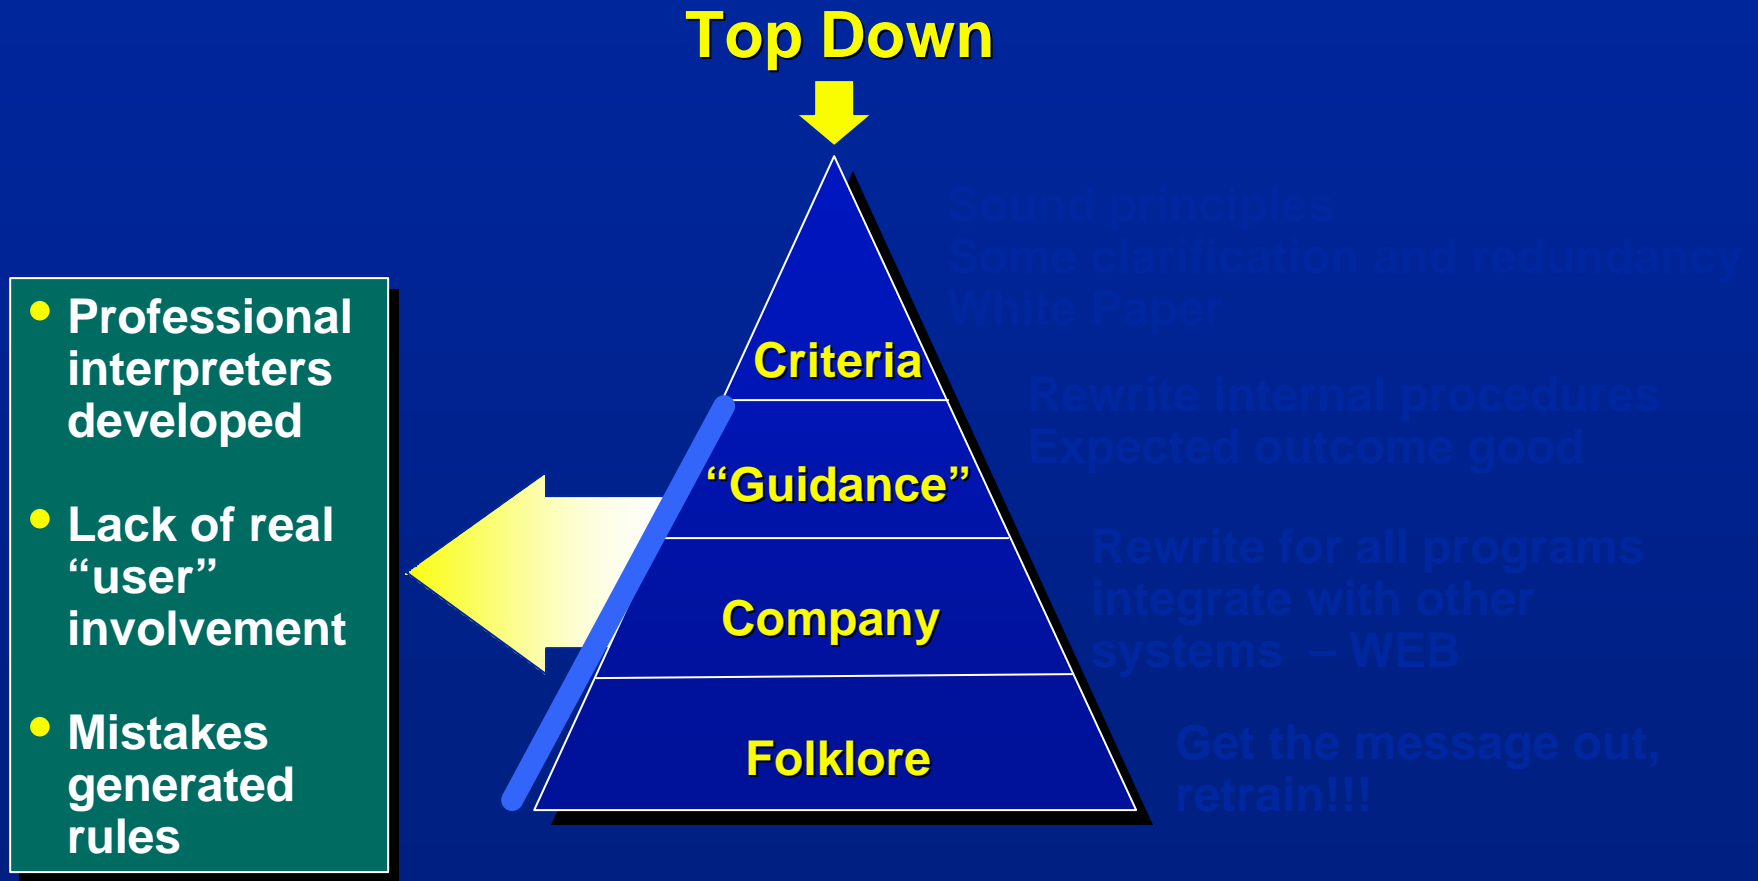 Top Down
• Professional
interpreters
developed
• Lack of real
“user”
involvement
• Mistakes
generated
rules
Criteria
“Guidance”
Company
Folklore
Sound principles
Some clarification and redundancy
White Paper
Rewrite internal procedures
Expected outcome good
Rewrite for all programs
integrate with other
systems – WEB
Get the message out,
retrain!!!